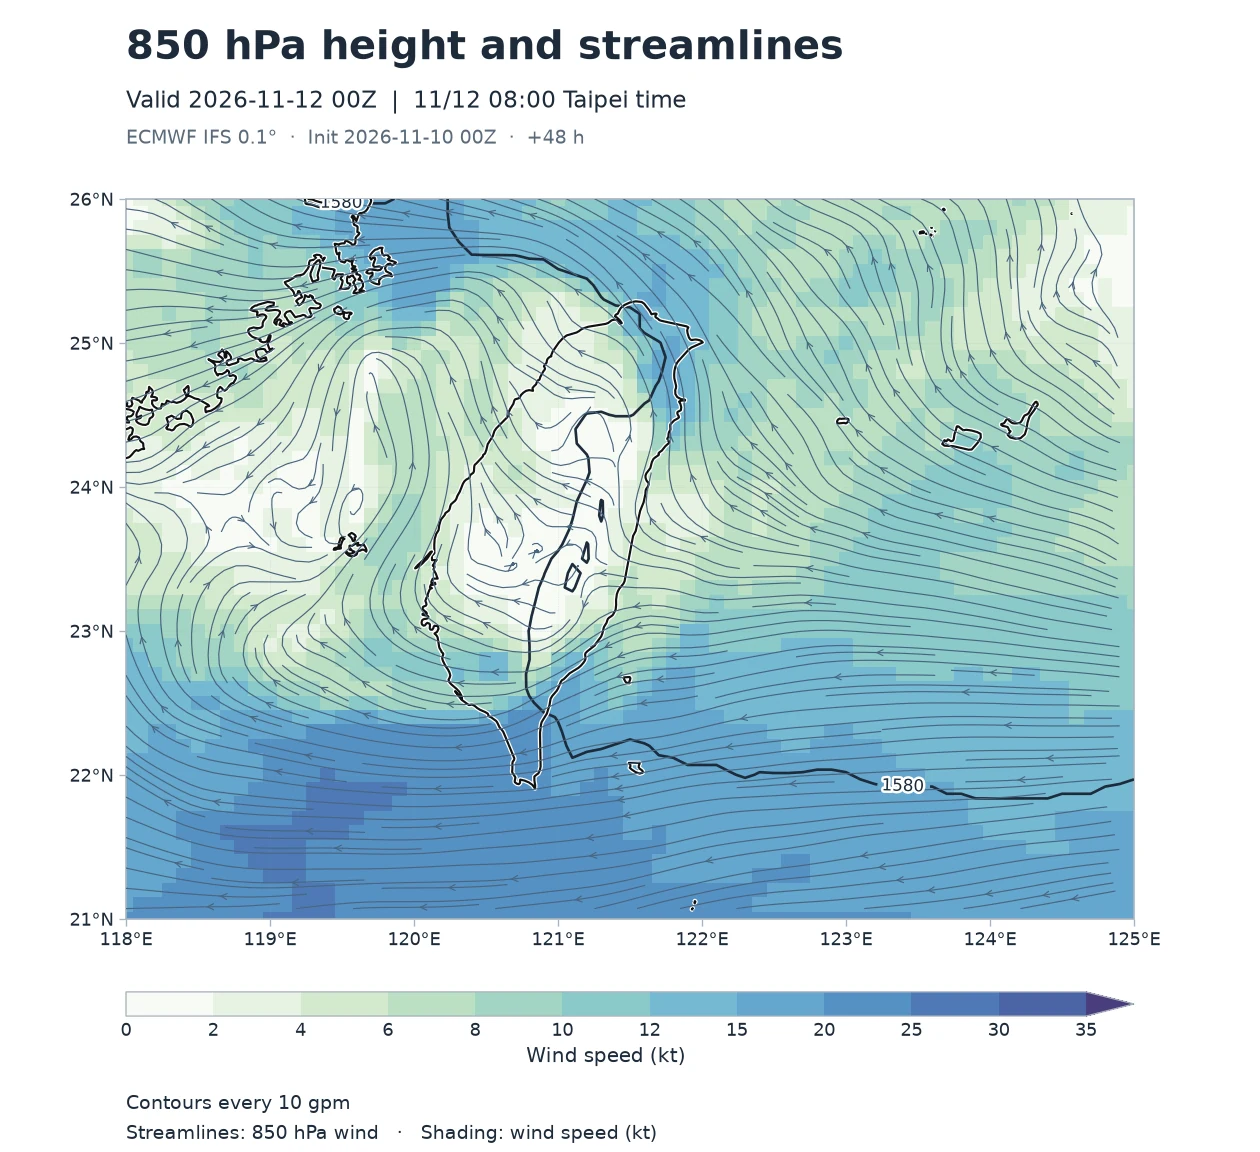 850 hPa height and streamlines
Valid 2026-11-12 00Z | 11/12 08:00 Taipei time
ECMWF IFS 0.1° · Init 2026-11-10 00Z · +48 h
26°N
1580
25°N
24°N
23°N
22°N
1580
21°N
118°E 119°E 120°E 121°E 122°E 123°E 124°E 125°E
0 2 4 6 8 10 12 15 20 25 30 35
Wind speed (kt)
Contours every 10 gpm
Streamlines: 850 hPa wind · Shading: wind speed (kt)